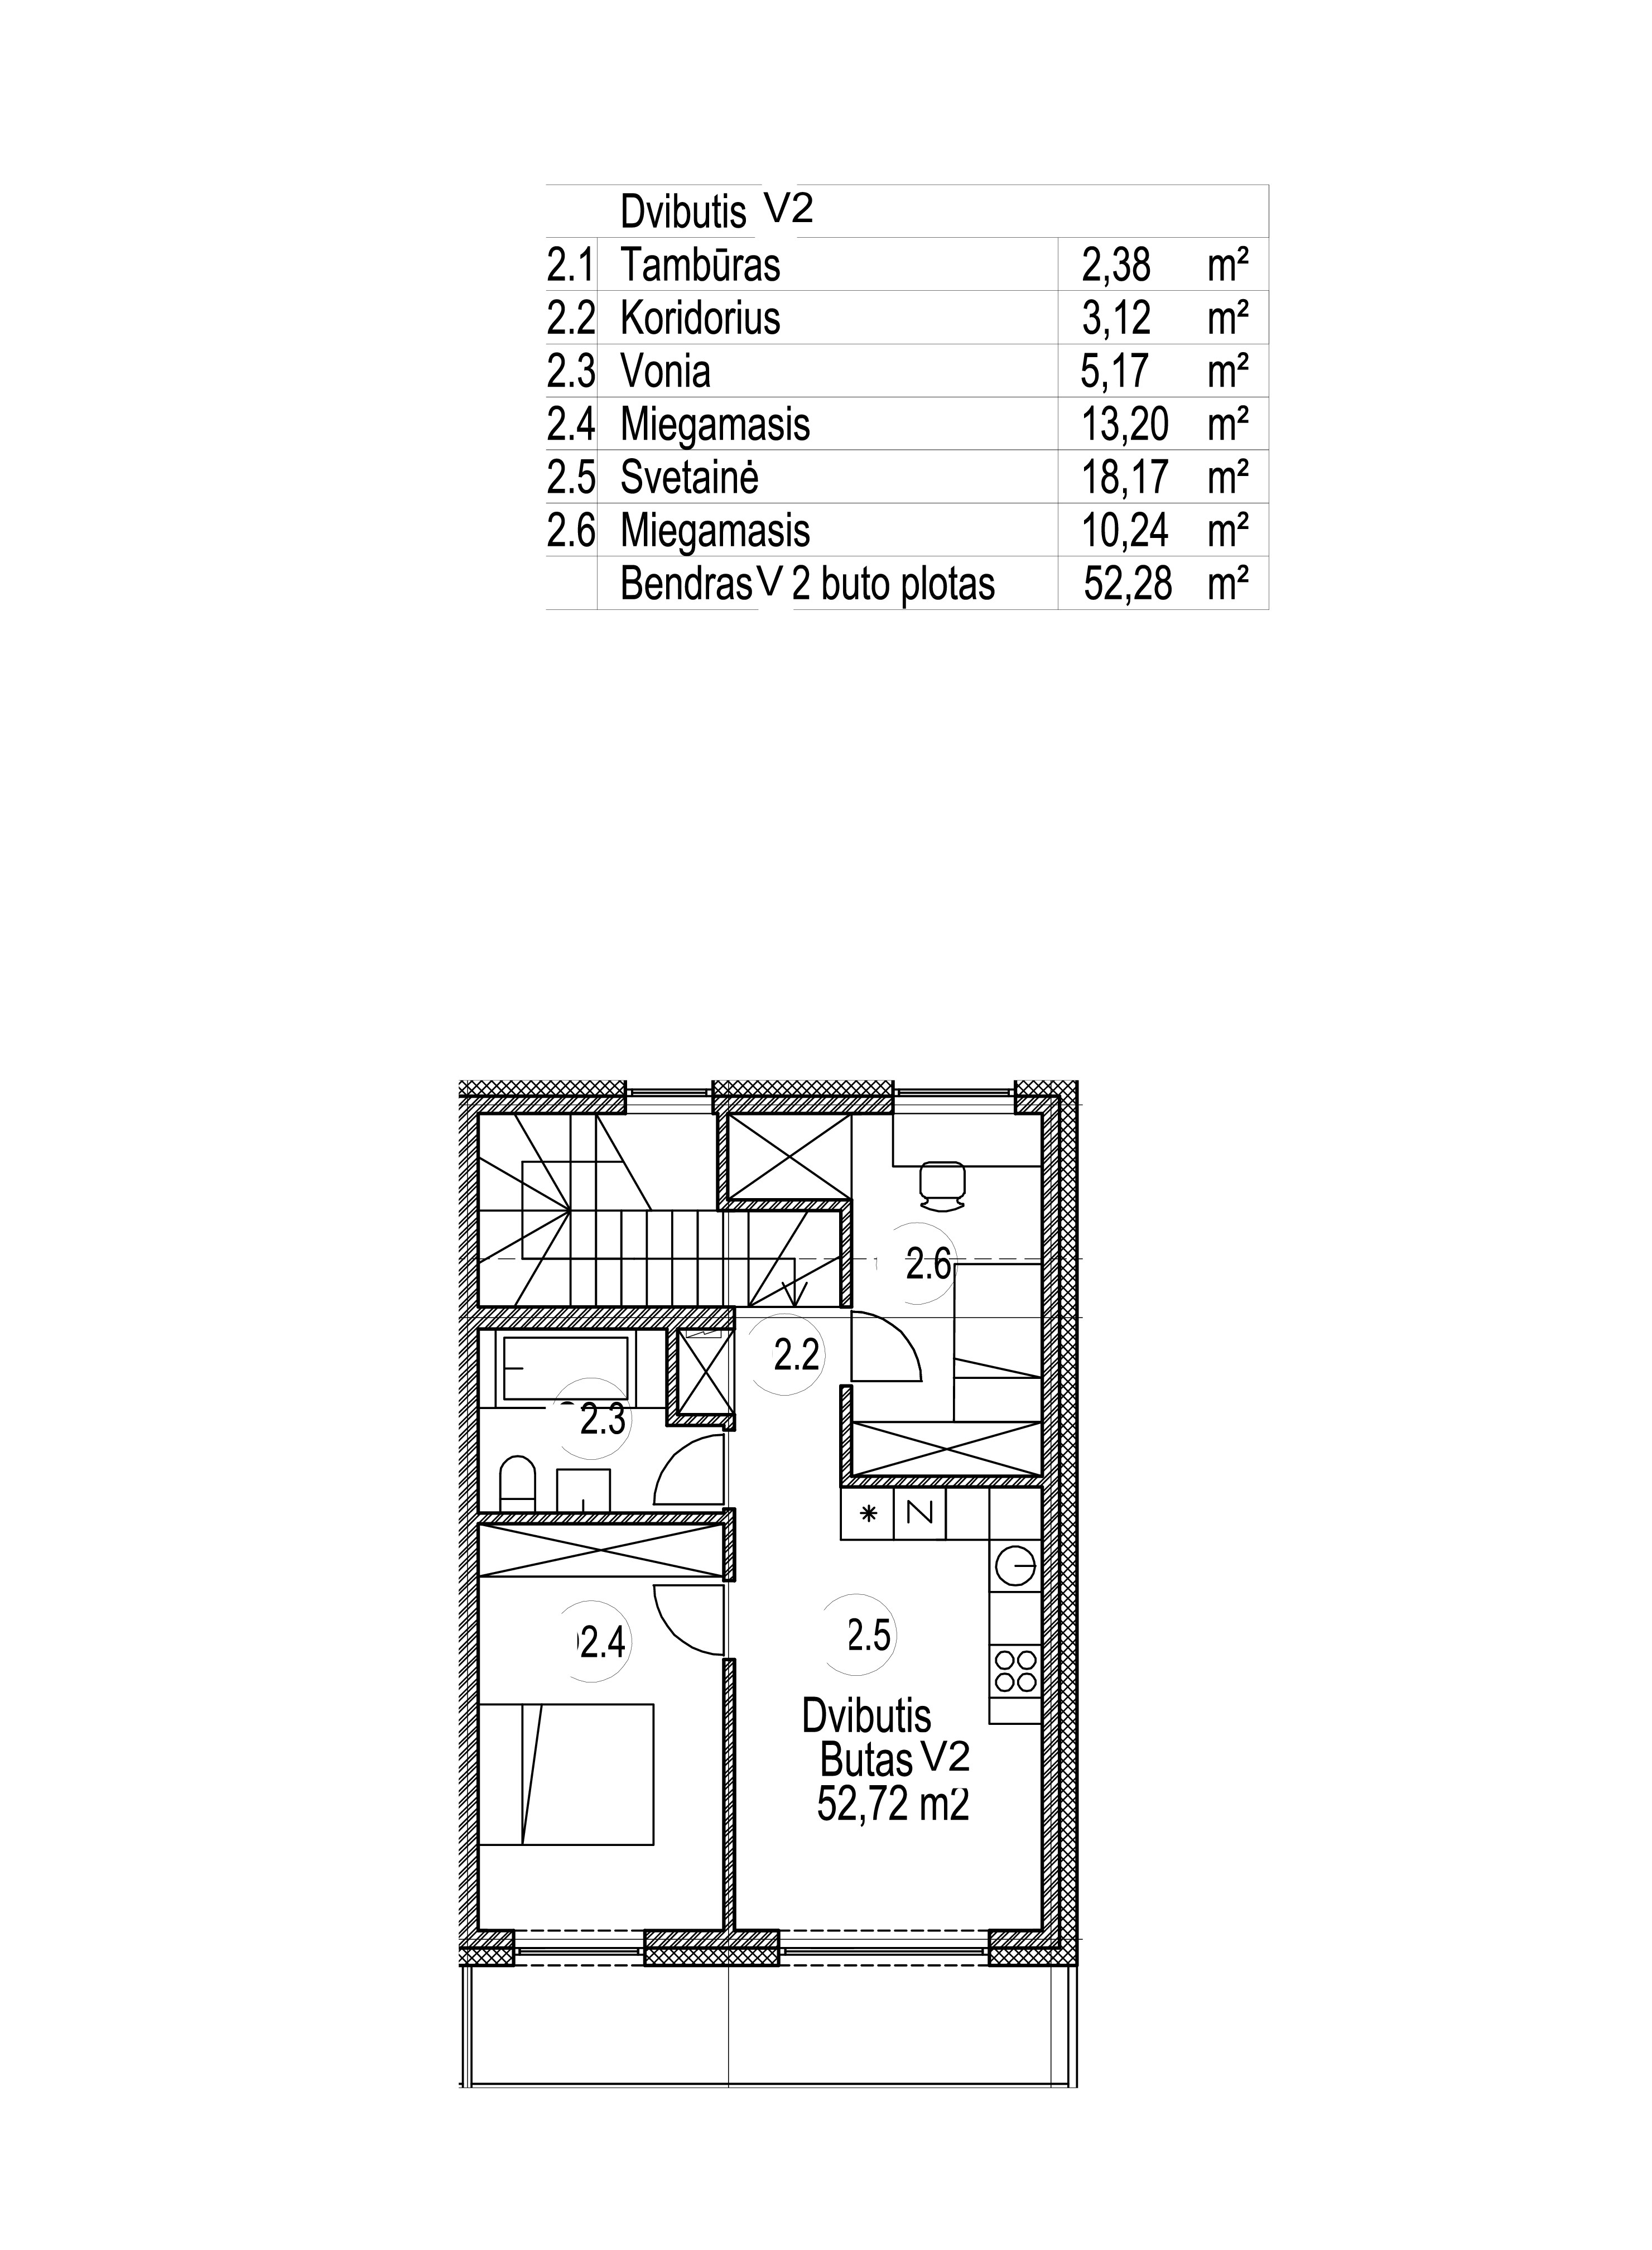 Dvibutis V2
2.1 Tambūras 2,38 m²
2.2 Koridorius 3,12 m²
2.3 Vonia 5,17 m²
2.4 Miegamasis 13,20 m²
2.5 Svetainė 18,17 m²
2.6 Miegamasis 10,24 m²
Bendras V 2 buto plotas 52,28 m²
2.6
2.2
2.3
Z
2.4
2.5
Dvibutis
Butas V2
52,72 m2